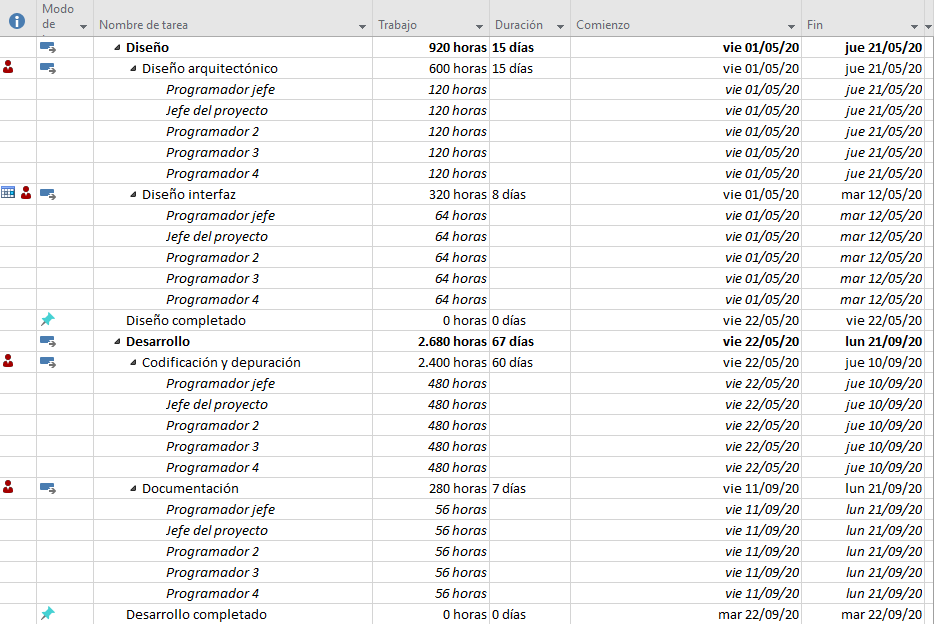 Modo de Nombre de tarea Trabajo Duración Comienzo Fin
Diseño 920 horas 15 días vie 01/05/20 jue 21/05/20
Diseño arquitectónico 600 horas 15 días vie 01/05/20 jue 21/05/20
Programador jefe 120 horas vie 01/05/20 jue 21/05/20
Jefe del proyecto 120 horas vie 01/05/20 jue 21/05/20
Programador 2 120 horas vie 01/05/20 jue 21/05/20
Programador 3 120 horas vie 01/05/20 jue 21/05/20
Programador 4 120 horas vie 01/05/20 jue 21/05/20
Diseño interfaz 320 horas 8 días vie 01/05/20 mar 12/05/20
Programador jefe 64 horas vie 01/05/20 mar 12/05/20
Jefe del proyecto 64 horas vie 01/05/20 mar 12/05/20
Programador 2 64 horas vie 01/05/20 mar 12/05/20
Programador 3 64 horas vie 01/05/20 mar 12/05/20
Programador 4 64 horas vie 01/05/20 mar 12/05/20
Diseño completado 0 horas 0 días vie 22/05/20 vie 22/05/20
Desarrollo 2.680 horas 67 días vie 22/05/20 lun 21/09/20
Codificación y depuración 2.400 horas 60 días vie 22/05/20 jue 10/09/20
Programador jefe 480 horas vie 22/05/20 jue 10/09/20
Jefe del proyecto 480 horas vie 22/05/20 jue 10/09/20
Programador 2 480 horas vie 22/05/20 jue 10/09/20
Programador 3 480 horas vie 22/05/20 jue 10/09/20
Programador 4 480 horas vie 22/05/20 jue 10/09/20
Documentación 280 horas 7 días vie 11/09/20 lun 21/09/20
Programador jefe 56 horas vie 11/09/20 lun 21/09/20
Jefe del proyecto 56 horas vie 11/09/20 lun 21/09/20
Programador 2 56 horas vie 11/09/20 lun 21/09/20
Programador 3 56 horas vie 11/09/20 lun 21/09/20
Programador 4 56 horas vie 11/09/20 lun 21/09/20
Desarrollo completado 0 horas 0 días mar 22/09/20 mar 22/09/20